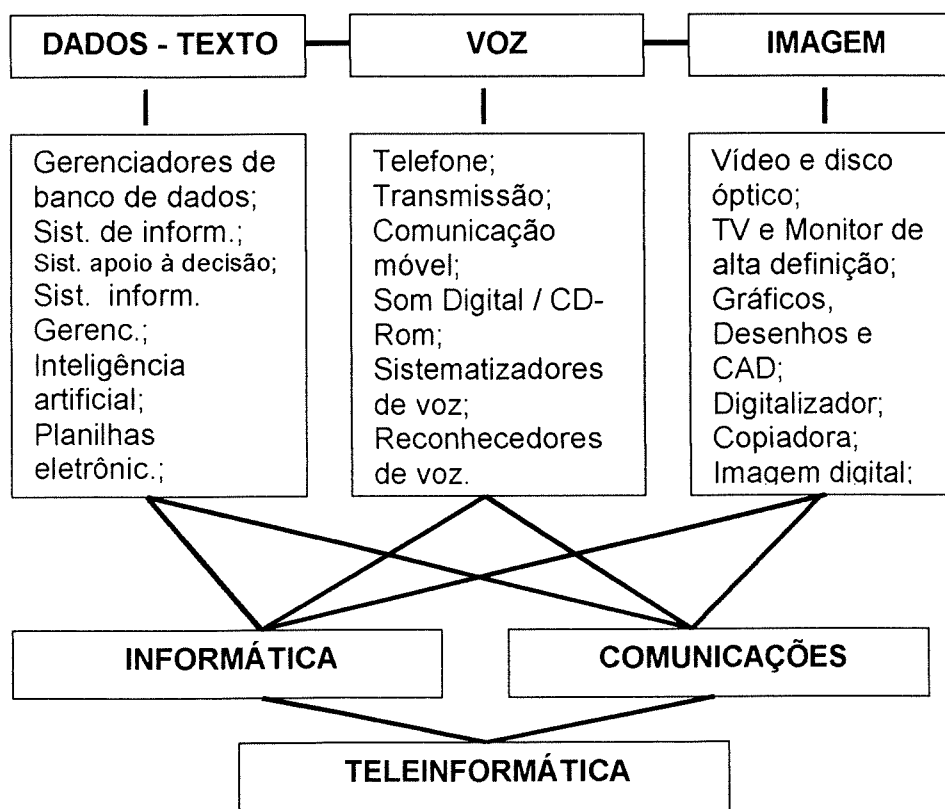 DADOS - TEXTO
VOZ
IMAGEM
Gerenciadores de
banco de dados;
Sist. de inform.;
Sist. apoio à decisão;
Sist. inform.
Gerenc.;
Inteligência
artificial;
Planilhas
eletrônic.;
Telefone;
Transmissão;
Comunicação
móvel;
Som Digital / CD-
Rom;
Sistematizadores
de voz;
Reconhecedores
de voz.
Vídeo e disco
óptico;
TV e Monitor de
alta definição;
Gráficos,
Desenhos e
CAD;
Digitalizador;
Copiadora;
Imagem digital;
INFORMÁTICA
COMUNICAÇÕES
TELEINFORMÁTICA